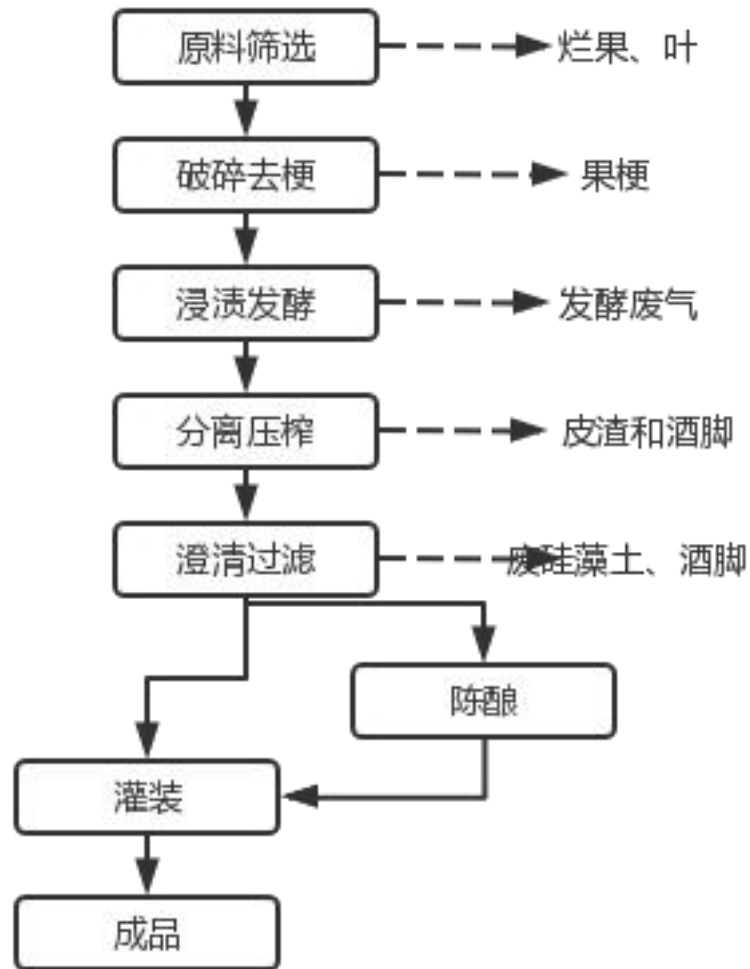 原料筛选
烂果、叶
破碎去梗
果梗
浸渍发酵
发酵废气
分离压榨
皮渣和酒脚
澄清过滤
废硅藻土、酒脚
陈酿
灌装
成品